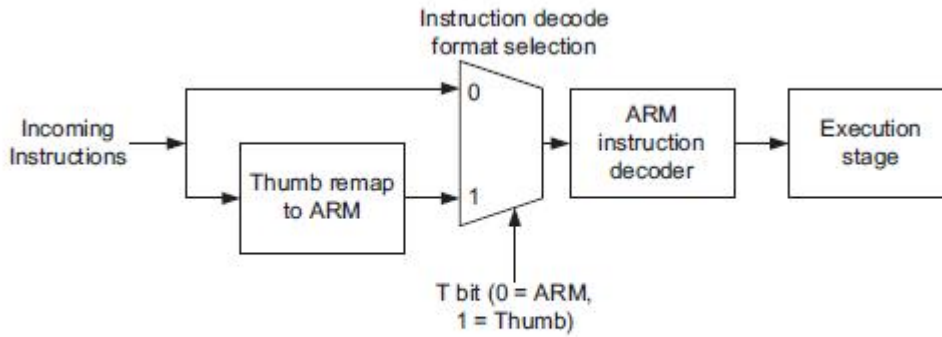 Instruction decode
format selection
0
Incoming
Instructions
Thumb remap
to ARM
1
ARM
instruction
decoder
Execution
stage
T bit (0 = ARM,
1 = Thumb)